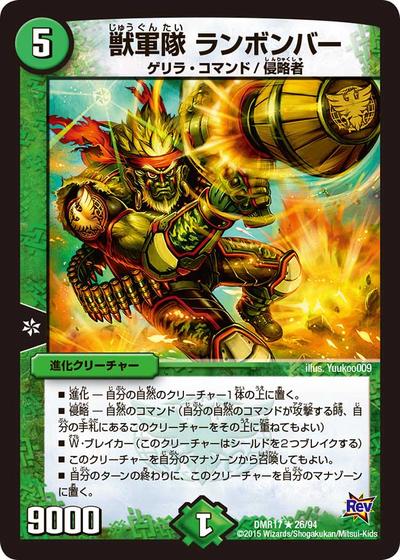 5
じゅうぐんたい
獣軍隊 ランボンバー
しんりゃくしゃ
ゲリラ・コマンド / 侵略者
進化クリーチャー
illus. Youkoo009
■ 進化 — 自分の自然のクリーチャー1体の上に置く。
■ 侵略 — 自然のコマンド(自分の自然のコマンドが攻撃する時、自
分の手札にあるこのクリーチャーをその上に重ねてもよい)
■ W・ブレイカー(このクリーチャーはシールドを2つブレイクする)
■ このクリーチャーを自分のマナゾーンから召喚してもよい。
■ 自分のターンの終わりに、このクリーチャーを自分のマナゾー
ンに置く。
9000
1
Rev
DMR17 ★ 26/94
©2015 Wizards/Shogakukan/Mitsui-Kids